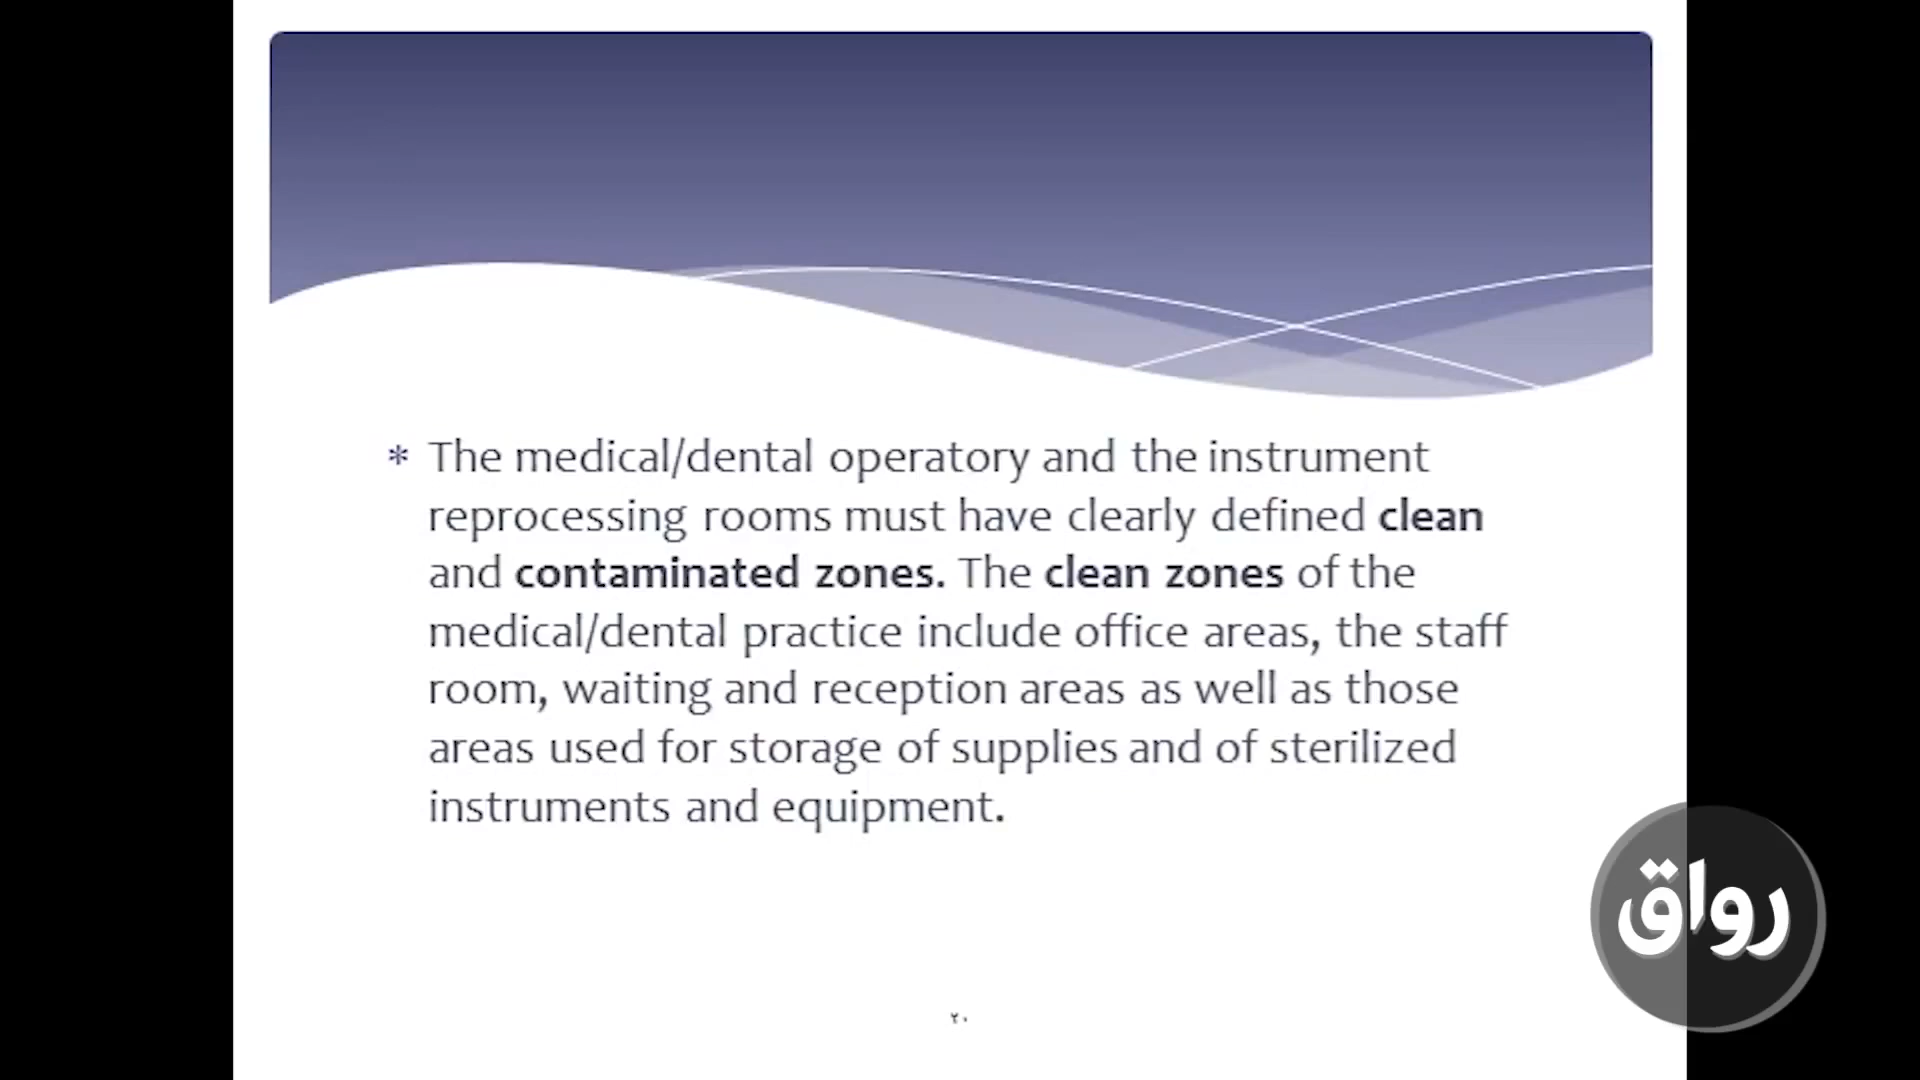 * The medical/dental operatory and the instrument
reprocessing rooms must have clearly defined clean
and contaminated zones. The clean zones of the
medical/dental practice include office areas, the staff
room, waiting and reception areas as well as those
areas used for storage of supplies and of sterilized
instruments and equipment.
رواق
٢٠